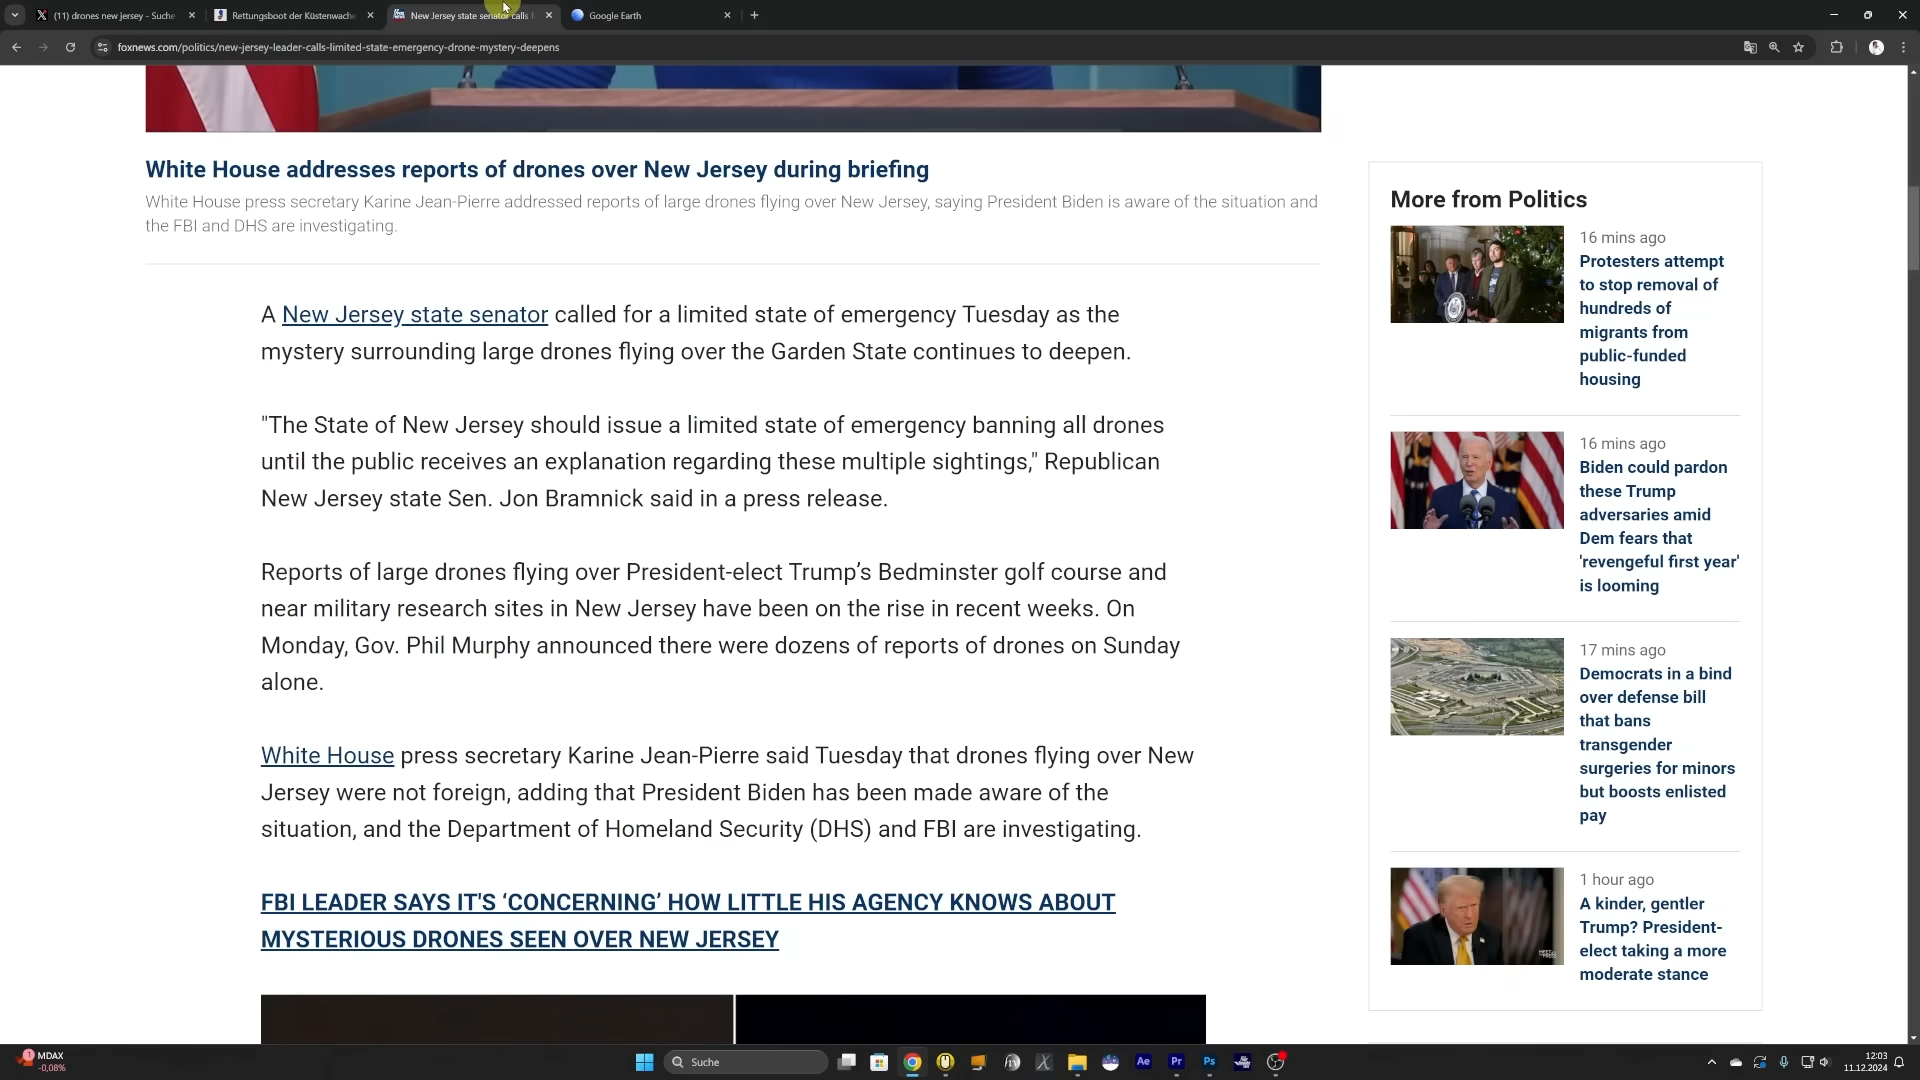 (11) drones new jersey - Suche
Rettungsboot der Küstenwache
New Jersey state senator calls
Google Earth
foxnews.com/politics/new-jersey-leader-calls-limited-state-emergency-drone-mystery-deepens
White House addresses reports of drones over New Jersey during briefing
White House press secretary Karine Jean-Pierre addressed reports of large drones flying over New Jersey, saying President Biden is aware of the situation and
the FBI and DHS are investigating.
A New Jersey state senator called for a limited state of emergency Tuesday as the
mystery surrounding large drones flying over the Garden State continues to deepen.
"The State of New Jersey should issue a limited state of emergency banning all drones
until the public receives an explanation regarding these multiple sightings," Republican
New Jersey state Sen. Jon Bramnick said in a press release.
Reports of large drones flying over President-elect Trump’s Bedminster golf course and
near military research sites in New Jersey have been on the rise in recent weeks. On
Monday, Gov. Phil Murphy announced there were dozens of reports of drones on Sunday
alone.
White House press secretary Karine Jean-Pierre said Tuesday that drones flying over New
Jersey were not foreign, adding that President Biden has been made aware of the
situation, and the Department of Homeland Security (DHS) and FBI are investigating.
FBI LEADER SAYS IT'S ‘CONCERNING’ HOW LITTLE HIS AGENCY KNOWS ABOUT
MYSTERIOUS DRONES SEEN OVER NEW JERSEY
More from Politics
16 mins ago
Protesters attempt
to stop removal of
hundreds of
migrants from
public-funded
housing
16 mins ago
Biden could pardon
these Trump
adversaries amid
Dem fears that
'revengeful first year'
is looming
17 mins ago
Democrats in a bind
over defense bill
that bans
transgender
surgeries for minors
but boosts enlisted
pay
1 hour ago
A kinder, gentler
Trump? President-
elect taking a more
moderate stance
1
MDAX
-0,08%
Suche
Ae
Pr
Ps
12:03
11.12.2024